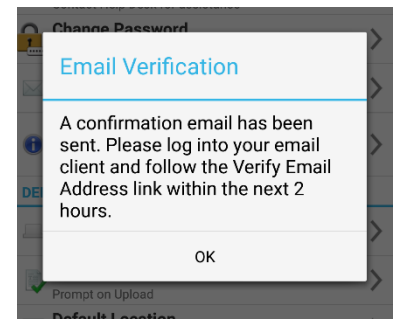 Change Password
Email Verification
A confirmation email has been
sent. Please log into your email
client and follow the Verify Email
Address link within the next 2
hours.
DE
OK
Prompt on Upload
Default Location